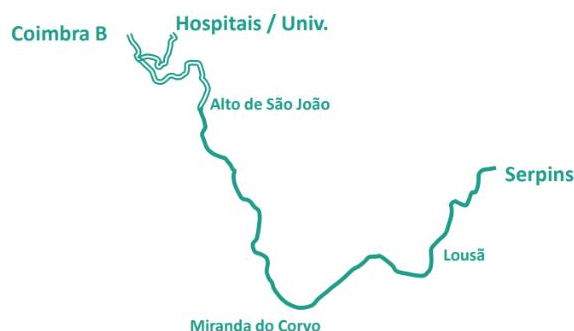 Coimbra B
Hospitais / Univ.
Alto de São João
Serpins
Lousã
Miranda do Corvo